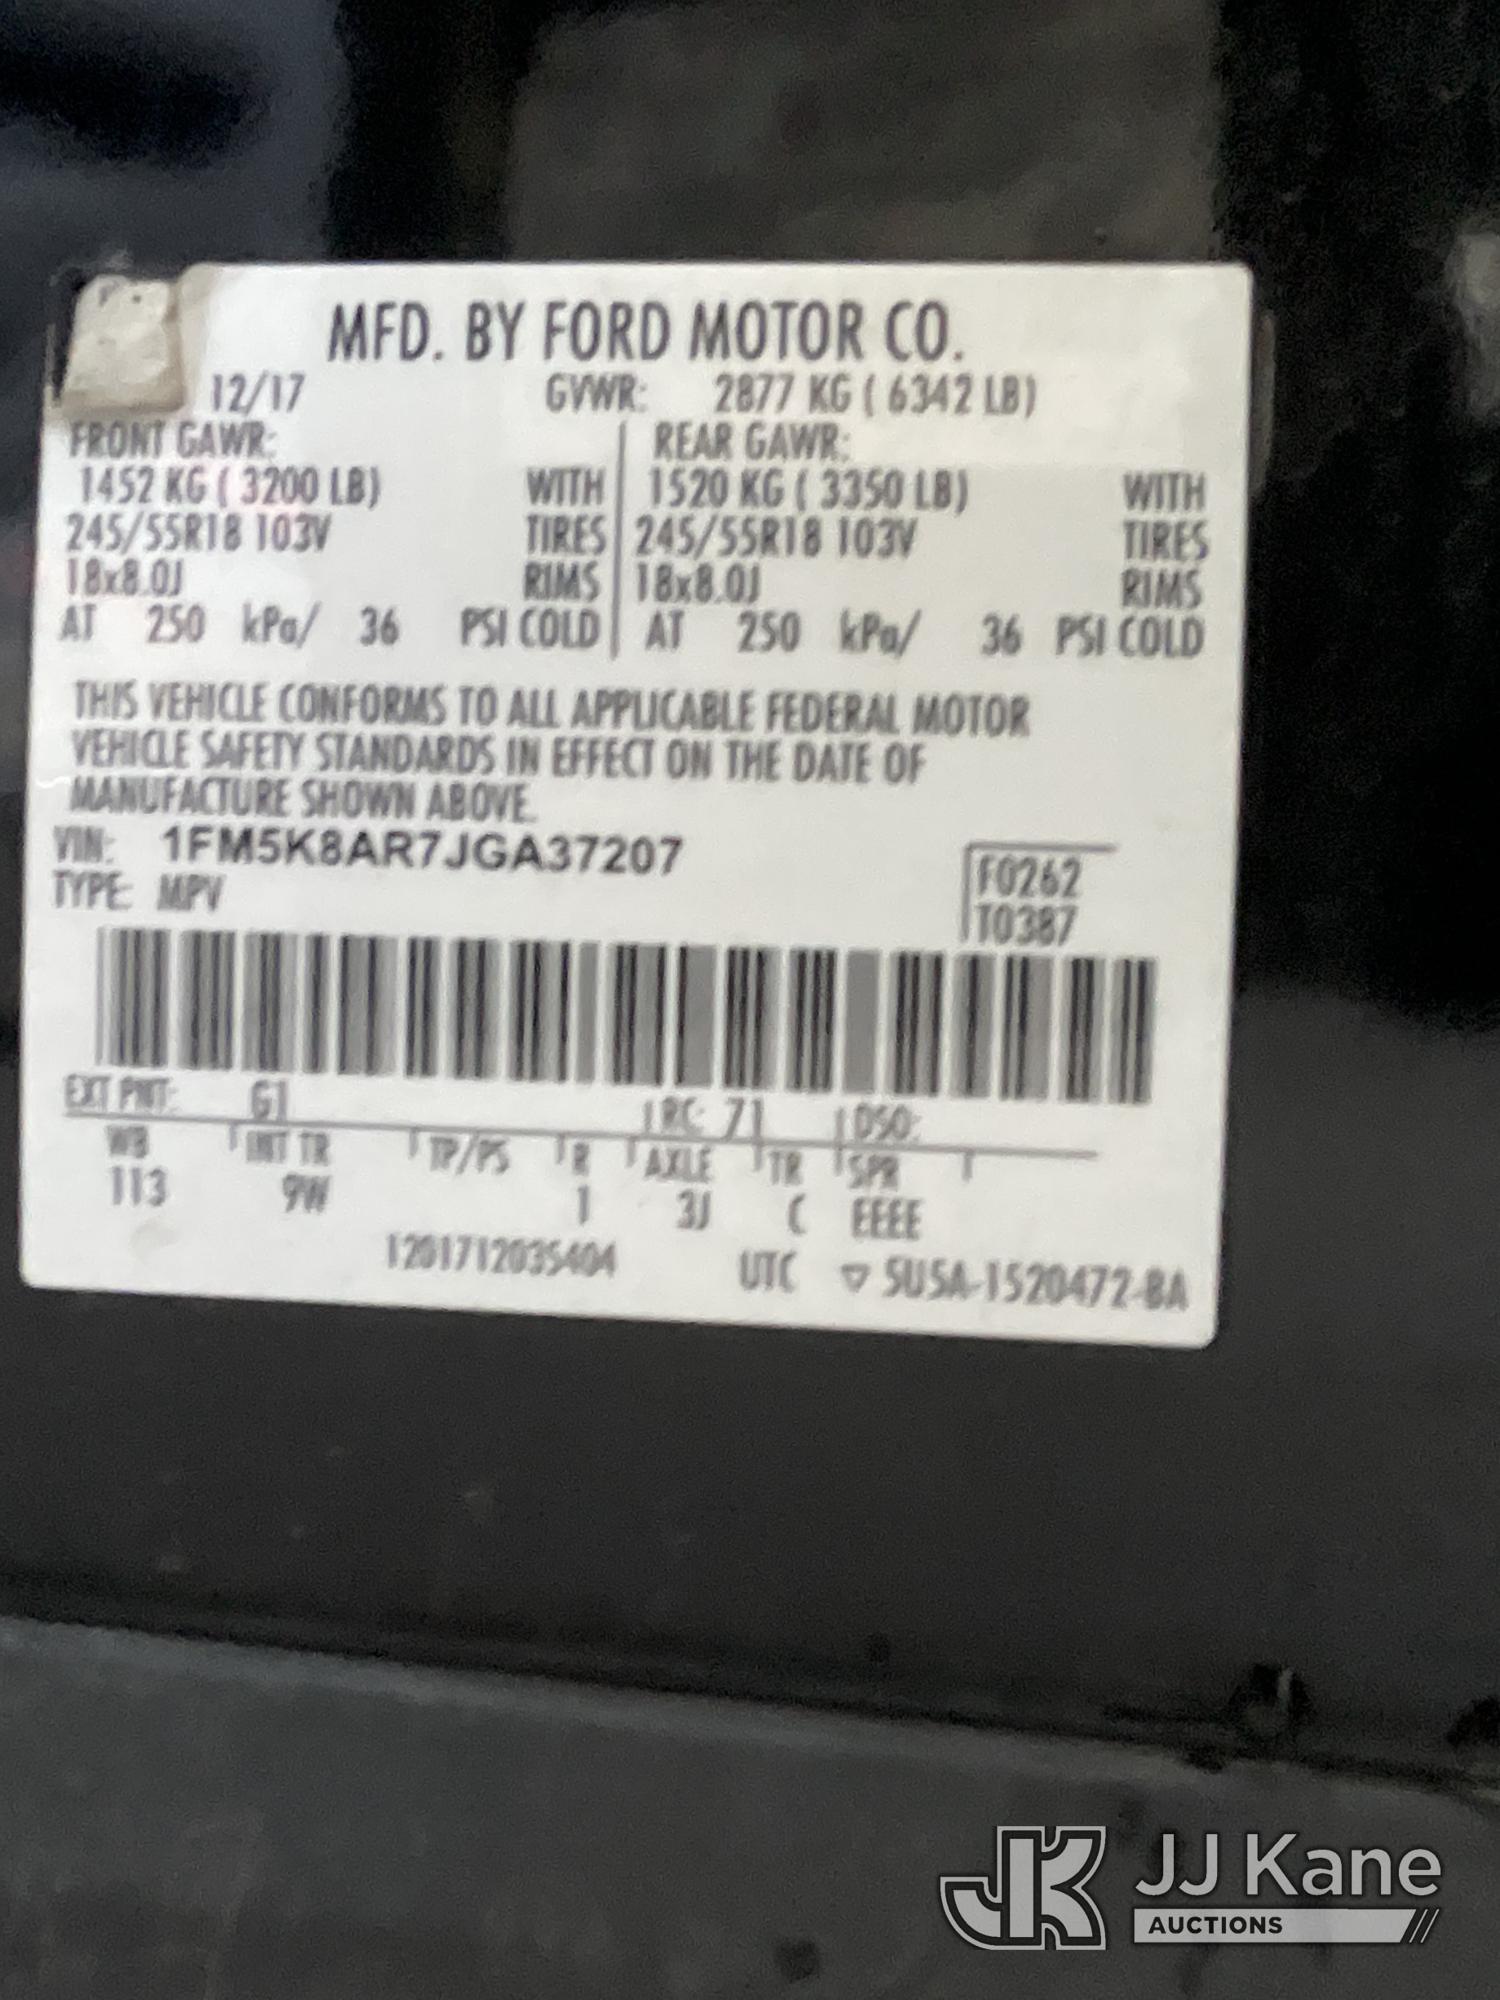 MFD. BY FORD MOTOR CO.
12/17 GVWR: 2877 KG ( 6342 LB)
FRONT GAWR: REAR GAWR:
1452 KG ( 3200 LB) WITH 1520 KG ( 3350 LB) WITH
245/55R18 103V TIRES 245/55R18 103V TIRES
18x8.0J RIMS 18x8.0J RIMS
AT 250 kPa/ 36 PSI COLD AT 250 kPa/ 36 PSI COLD
THIS VEHICLE CONFORMS TO ALL APPLICABLE FEDERAL MOTOR
VEHICLE SAFETY STANDARDS IN EFFECT ON THE DATE OF
MANUFACTURE SHOWN ABOVE.
VIN: 1FM5K8AR7JGA37207
TYPE: MPV
F0262
T0387
EXT PNT: G1 RC: 71 DSO:
WB INT TR TP/PS R AXLE TR SPR
113 9W 1 3J C EEEE
1201712035404 UTC ▽ 5U5A-1520472-BA
JK JJ Kane
AUCTIONS